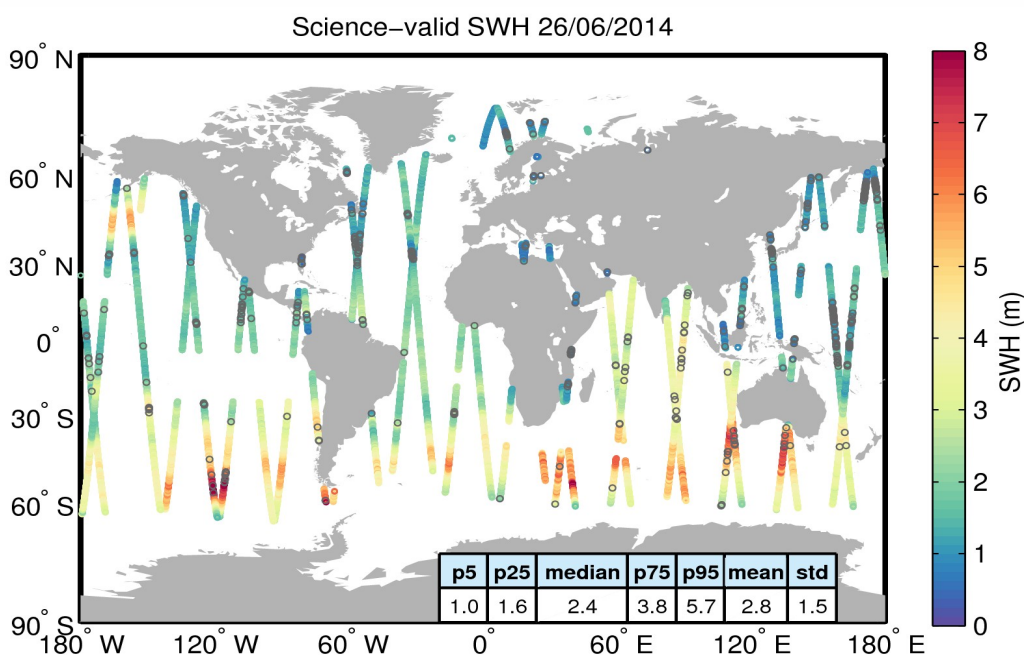 Science–valid SWH 26/06/2014
90° N
60° N
30° N
0°
30° S
60° S
90° S
180° W
120° W
60° W
0°
60° E
120° E
180° E
p5 p25 median p75 p95 mean std
1.0 1.6 2.4 3.8 5.7 2.8 1.5
8
7
6
5
4
3
2
1
0
SWH (m)